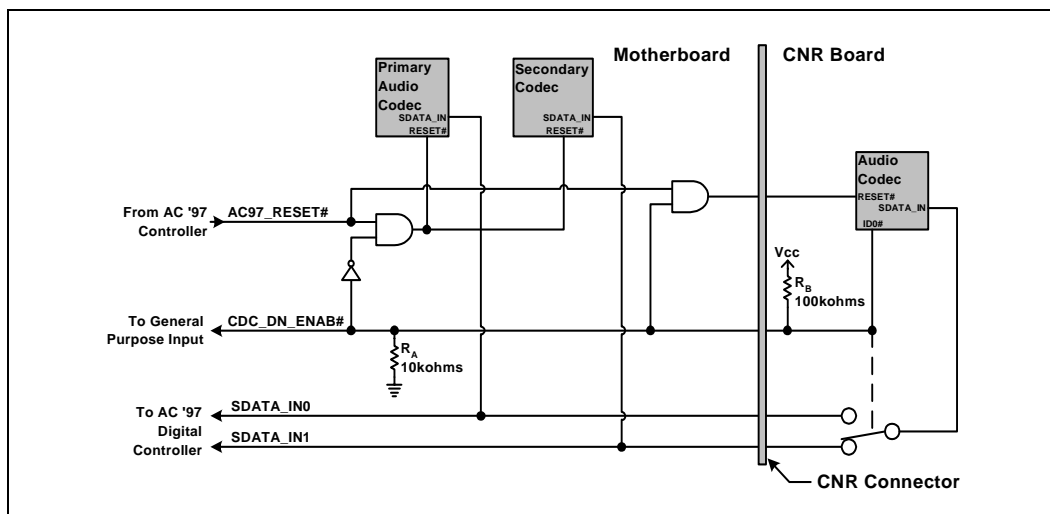 Motherboard
CNR Board
Primary
Audio
Codec
SDATA_IN
RESET#
Secondary
Codec
SDATA_IN
RESET#
Audio
Codec
RESET#
SDATA_IN
ID0#
From AC '97
Controller
AC97_RESET#
Vcc
RB
100kohms
To General
Purpose Input
CDC_DN_ENAB#
RA
10kohms
To AC '97
Digital
Controller
SDATA_IN0
SDATA_IN1
CNR Connector